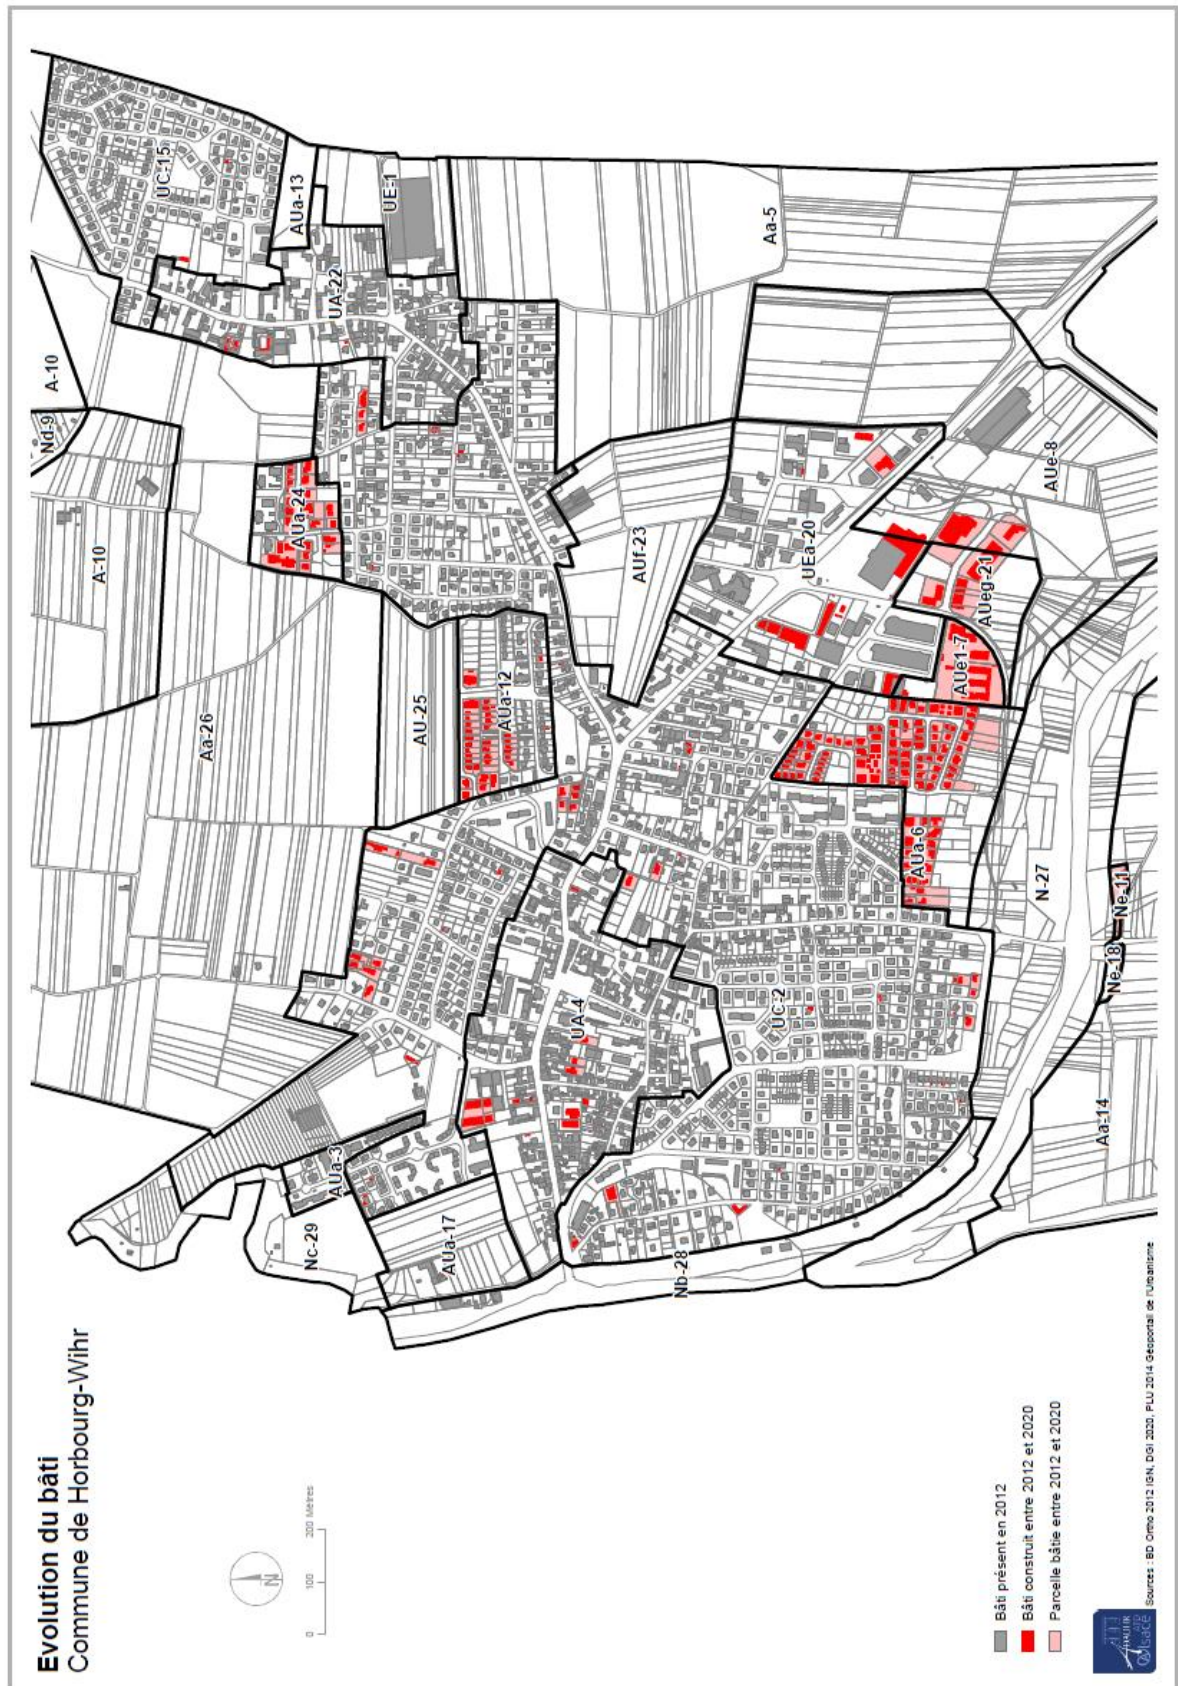 Evolution du bâti
Commune de Horbourg-Wihr
N
0 100 200 Mètres
Bâti présent en 2012
Bâti construit entre 2012 et 2020
Parcelle bâtie entre 2012 et 2020
Alsace
Sources : BD Ortho 2012 IGN, DGI 2020, PLU 2014 Géoportail de l'Urbanisme
Nc-29
AUa-3
AUa-17
Nb-28
UA-4
UC-2
Aa-14
Ne-18
Ne-11
N-27
AUa-6
Aa-26
AU-25
AUa-12
AUe1-7
AUeg-21
UEa-20
AUf-23
AUe-8
AUa-24
A-10
Nd-9
A-10
UA-22
UE-1
AUa-13
UC-15
Aa-5